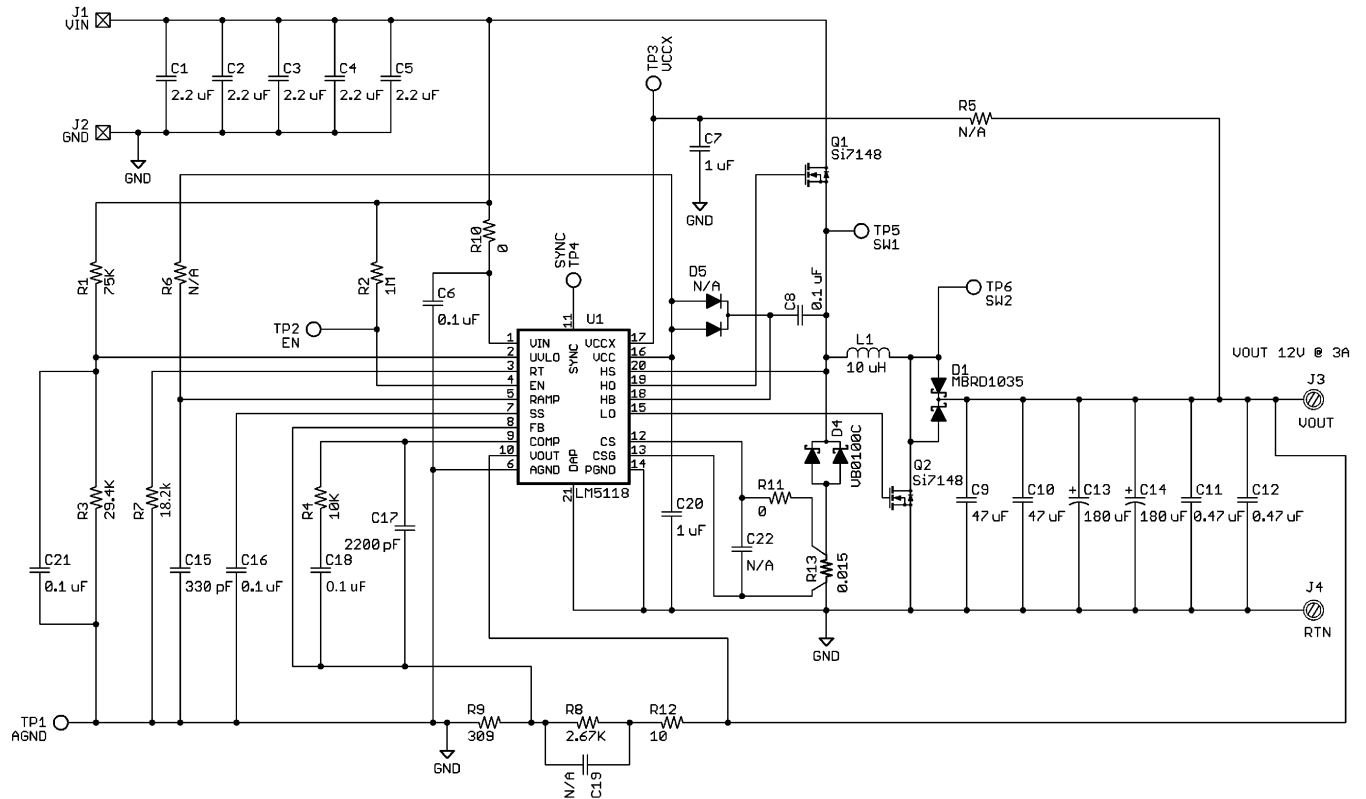 J1
VIN
C1
2.2 uF
C2
2.2 uF
C3
2.2 uF
C4
2.2 uF
C5
2.2 uF
J2
GND
GND
TP3
VCCX
C7
1 uF
GND
R5
N/A
Q1
Si7148
TP5
SW1
TP6
SW2
R1
75K
R6
N/A
R2
1M
R10
0
SYNC
TP4
C6
0.1 uF
TP2
EN
D5
N/A
C8
0.1 uF
L1
10 uH
D1
MBRD1035
VOUT 12V @ 3A
J3
VOUT
U1
11
SYNC
1 VIN
2 UVLO
3 RT
4 EN
5 RAMP
7 SS
8 FB
9 COMP
10 VOUT
6 AGND
VCCX 17
VCC 16
HS 20
HO 19
HB 18
LO 15
CS 12
CSG 13
PGND 14
DAP
21
LM5118
D4
VB0100C
Q2
Si7148
R3
29.4K
R7
18.2k
R4
10K
C17
2200 pF
C20
1 uF
R11
0
C22
N/A
R13
0.015
C9
47 uF
C10
47 uF
+ C13
180 uF
+ C14
180 uF
C11
0.47 uF
C12
0.47 uF
C21
0.1 uF
C15
330 pF
C16
0.1 uF
C18
0.1 uF
J4
RTN
GND
TP1
AGND
R9
309
R8
2.67K
R12
10
GND
N/A
C19